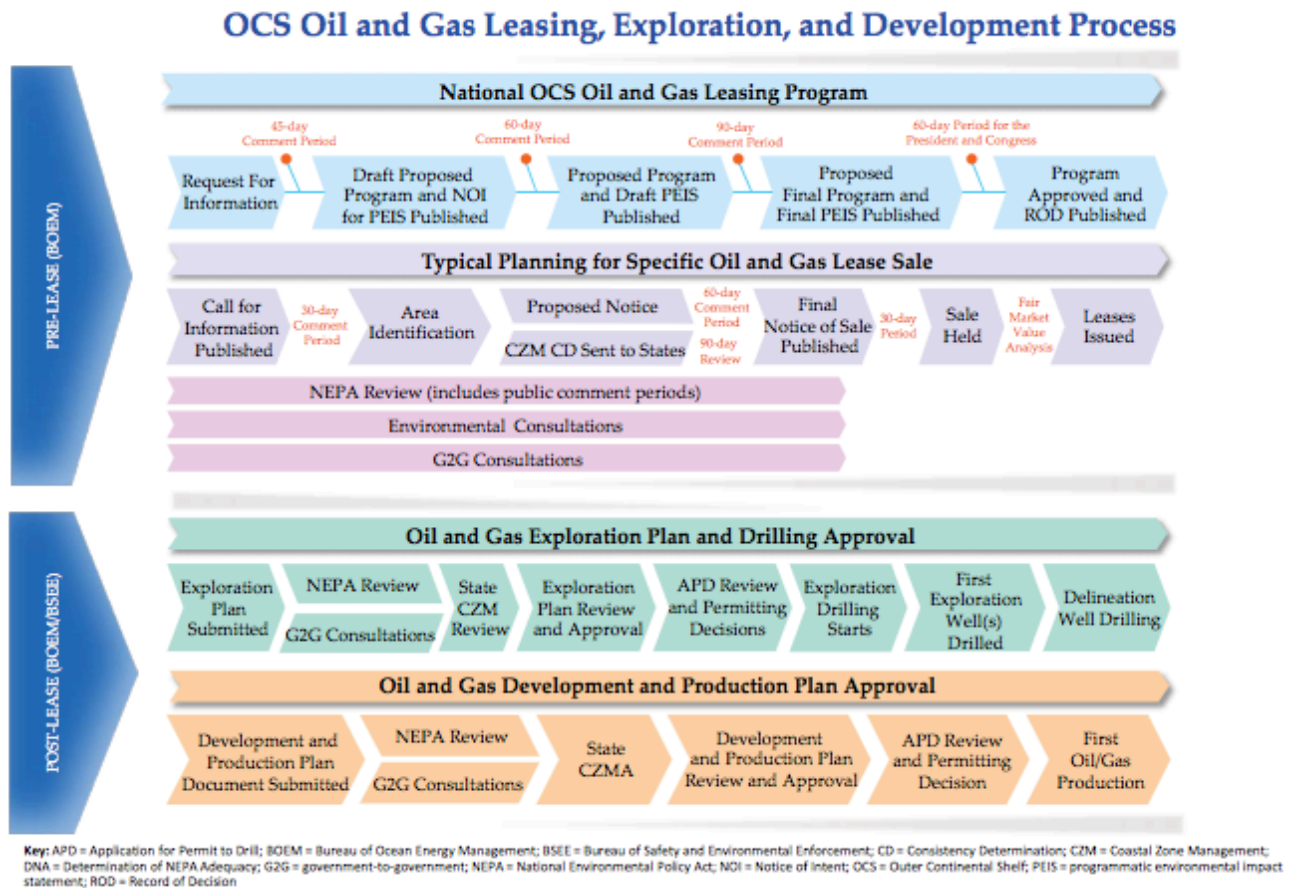 OCS Oil and Gas Leasing, Exploration, and Development Process
PRE-LEASE (BOEM)
National OCS Oil and Gas Leasing Program
45-day
Comment Period
60-day
Comment Period
90-day
Comment Period
60-day Period for the
President and Congress
Request For
Information
Draft Proposed
Program and NOI
for PEIS Published
Proposed Program
and Draft PEIS
Published
Proposed
Final Program and
Final PEIS Published
Program
Approved and
ROD Published
Typical Planning for Specific Oil and Gas Lease Sale
Call for
Information
Published
30-day
Comment
Period
Area
Identification
Proposed Notice
CZM CD Sent to States
60-day
Comment
Period
90-day
Review
Final
Notice of Sale
Published
30-day
Period
Sale
Held
Fair
Market
Value
Analysis
Leases
Issued
NEPA Review (includes public comment periods)
Environmental Consultations
G2G Consultations
POST-LEASE (BOEM/BSEE)
Oil and Gas Exploration Plan and Drilling Approval
Exploration
Plan
Submitted
NEPA Review
G2G Consultations
State
CZM
Review
Exploration
Plan Review
and Approval
APD Review
and Permitting
Decisions
Exploration
Drilling
Starts
First
Exploration
Well(s)
Drilled
Delineation
Well Drilling
Oil and Gas Development and Production Plan Approval
Development and
Production Plan
Document Submitted
NEPA Review
G2G Consultations
State
CZMA
Development
and Production Plan
Review and Approval
APD Review
and Permitting
Decision
First
Oil/Gas
Production
Key: APD = Application for Permit to Drill; BOEM = Bureau of Ocean Energy Management; BSEE = Bureau of Safety and Environmental Enforcement; CD = Consistency Determination; CZM = Coastal Zone Management;
DNA = Determination of NEPA Adequacy; G2G = government-to-government; NEPA = National Environmental Policy Act; NOI = Notice of Intent; OCS = Outer Continental Shelf; PEIS = programmatic environmental impact
statement; ROD = Record of Decision